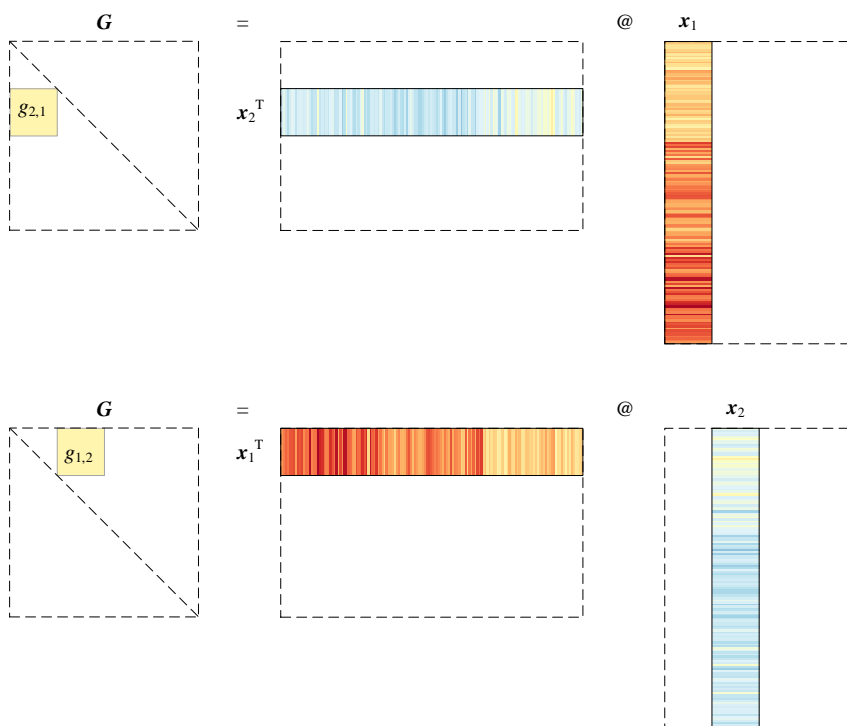 G = @ x₁
g₂,₁
x₂ᵀ
G = @ x₂
g₁,₂
x₁ᵀ